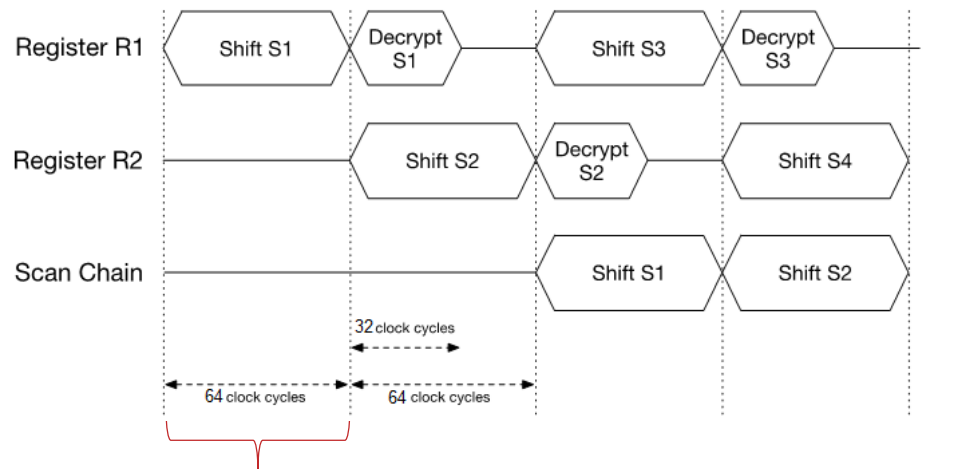 Register R1
Shift S1
Decrypt
S1
Shift S3
Decrypt
S3
Register R2
Shift S2
Decrypt
S2
Shift S4
Scan Chain
Shift S1
Shift S2
32 clock cycles
64 clock cycles
64 clock cycles